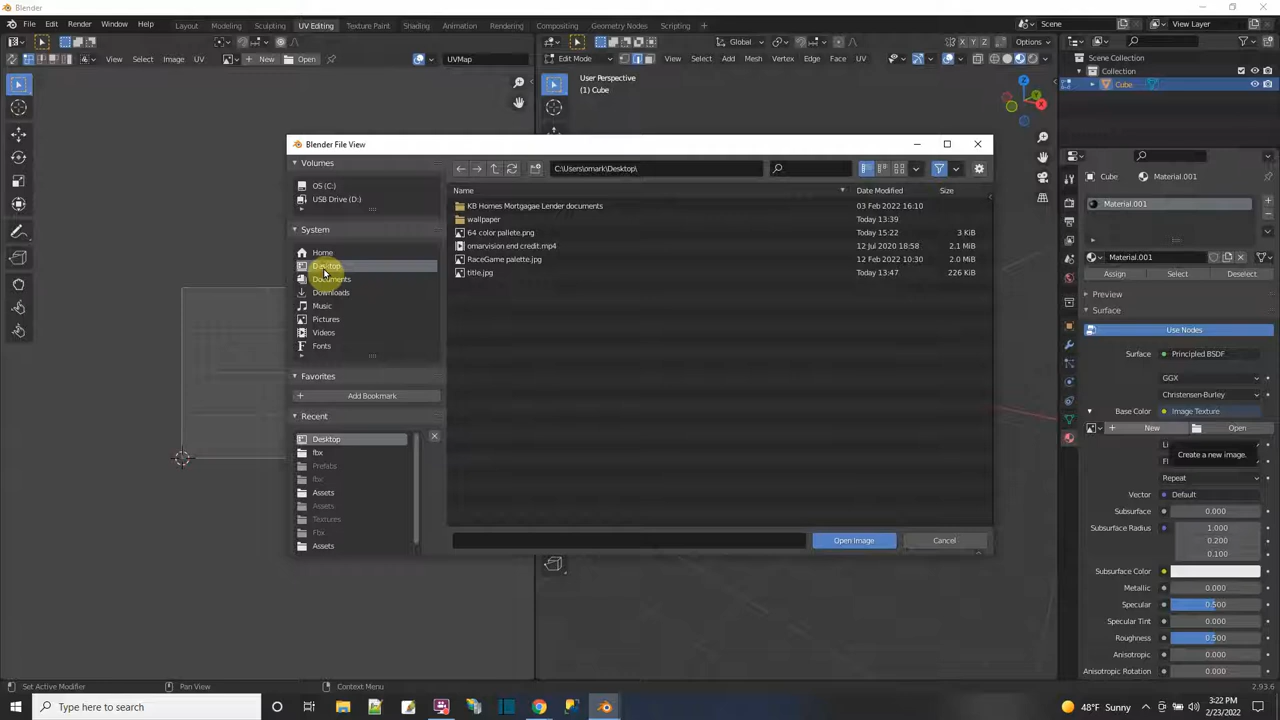 Blender
File Edit Render Window Help Layout Modeling Sculpting UV Editing Texture Paint Shading Animation Rendering Compositing Geometry Nodes Scripting + Scene View Layer
Global X Y Z Options
View Select Image UV + New Open UVMap Edit Mode View Select Add Mesh Vertex Edge Face UV
User Perspective
(1) Cube
X Y Z
Scene Collection
Collection
Cube
Blender File View
Volumes
OS (C:)
USB Drive (D:)
System
Home
Desktop
Documents
Downloads
Music
Pictures
Videos
Fonts
Favorites
+ Add Bookmark
Recent
Desktop
fbx
Prefabs
fbx
Assets
Assets
Textures
Fbx
Assets
C:\Users\omark\Desktop\
Name Date Modified Size
KB Homes Mortgagae Lender documents 03 Feb 2022 16:10
wallpaper Today 13:39
64 color pallete.png Today 15:22 3 KiB
omarvision end credit.mp4 12 Jul 2020 18:58 2.1 MiB
RaceGame palette.jpg 12 Feb 2022 10:30 2.0 MiB
title.jpg Today 13:47 226 KiB
Open Image Cancel
Cube Material.001
Material.001
Material.001
Assign Select Deselect
Preview
Surface
Use Nodes
Surface Principled BSDF
GGX
Christensen-Burley
Base Color Image Texture
+ New Open
Li
Create a new image.
Fl
Repeat
Vector Default
Subsurface 0.000
Subsurface Radius 1.000
0.200
0.100
Subsurface Color
Metallic 0.000
Specular 0.500
Specular Tint 0.000
Roughness 0.500
Anisotropic 0.000
Anisotropic Rotation 0.000
Set Active Modifier Pan View Context Menu 2.93.6
Type here to search
48°F Sunny
3:22 PM
2/23/2022